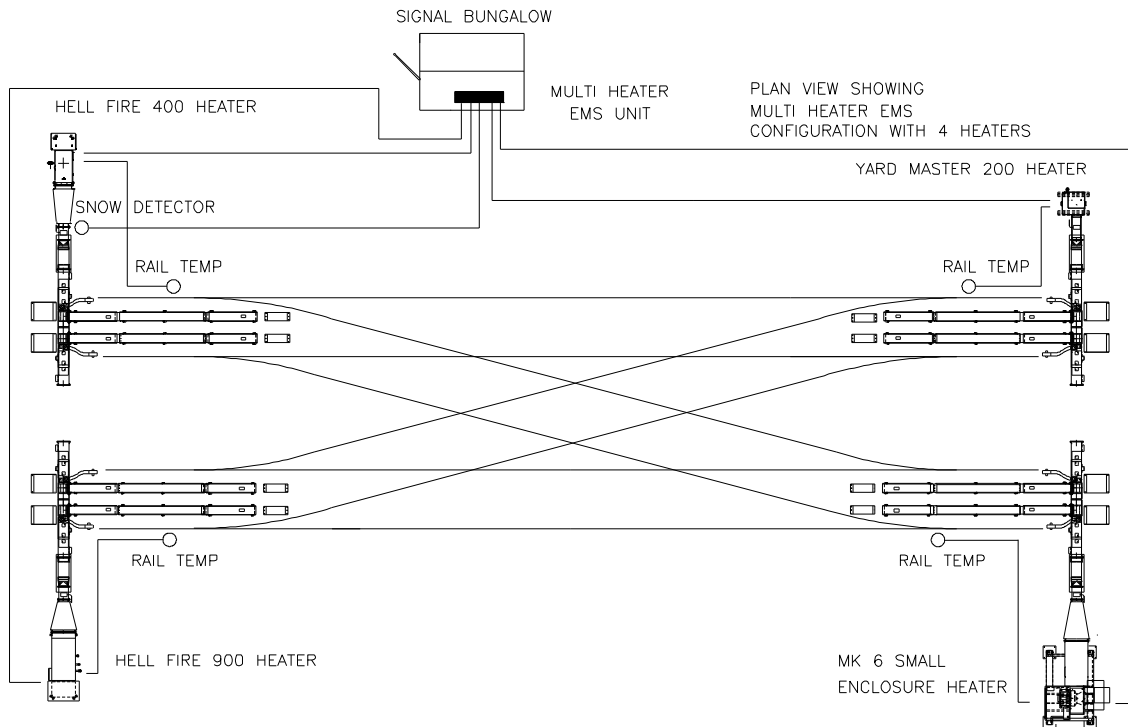 SIGNAL BUNGALOW
HELL FIRE 400 HEATER
MULTI HEATER
EMS UNIT
PLAN VIEW SHOWING
MULTI HEATER EMS
CONFIGURATION WITH 4 HEATERS
YARD MASTER 200 HEATER
SNOW DETECTOR
RAIL TEMP
RAIL TEMP
RAIL TEMP
RAIL TEMP
HELL FIRE 900 HEATER
MK 6 SMALL
ENCLOSURE HEATER